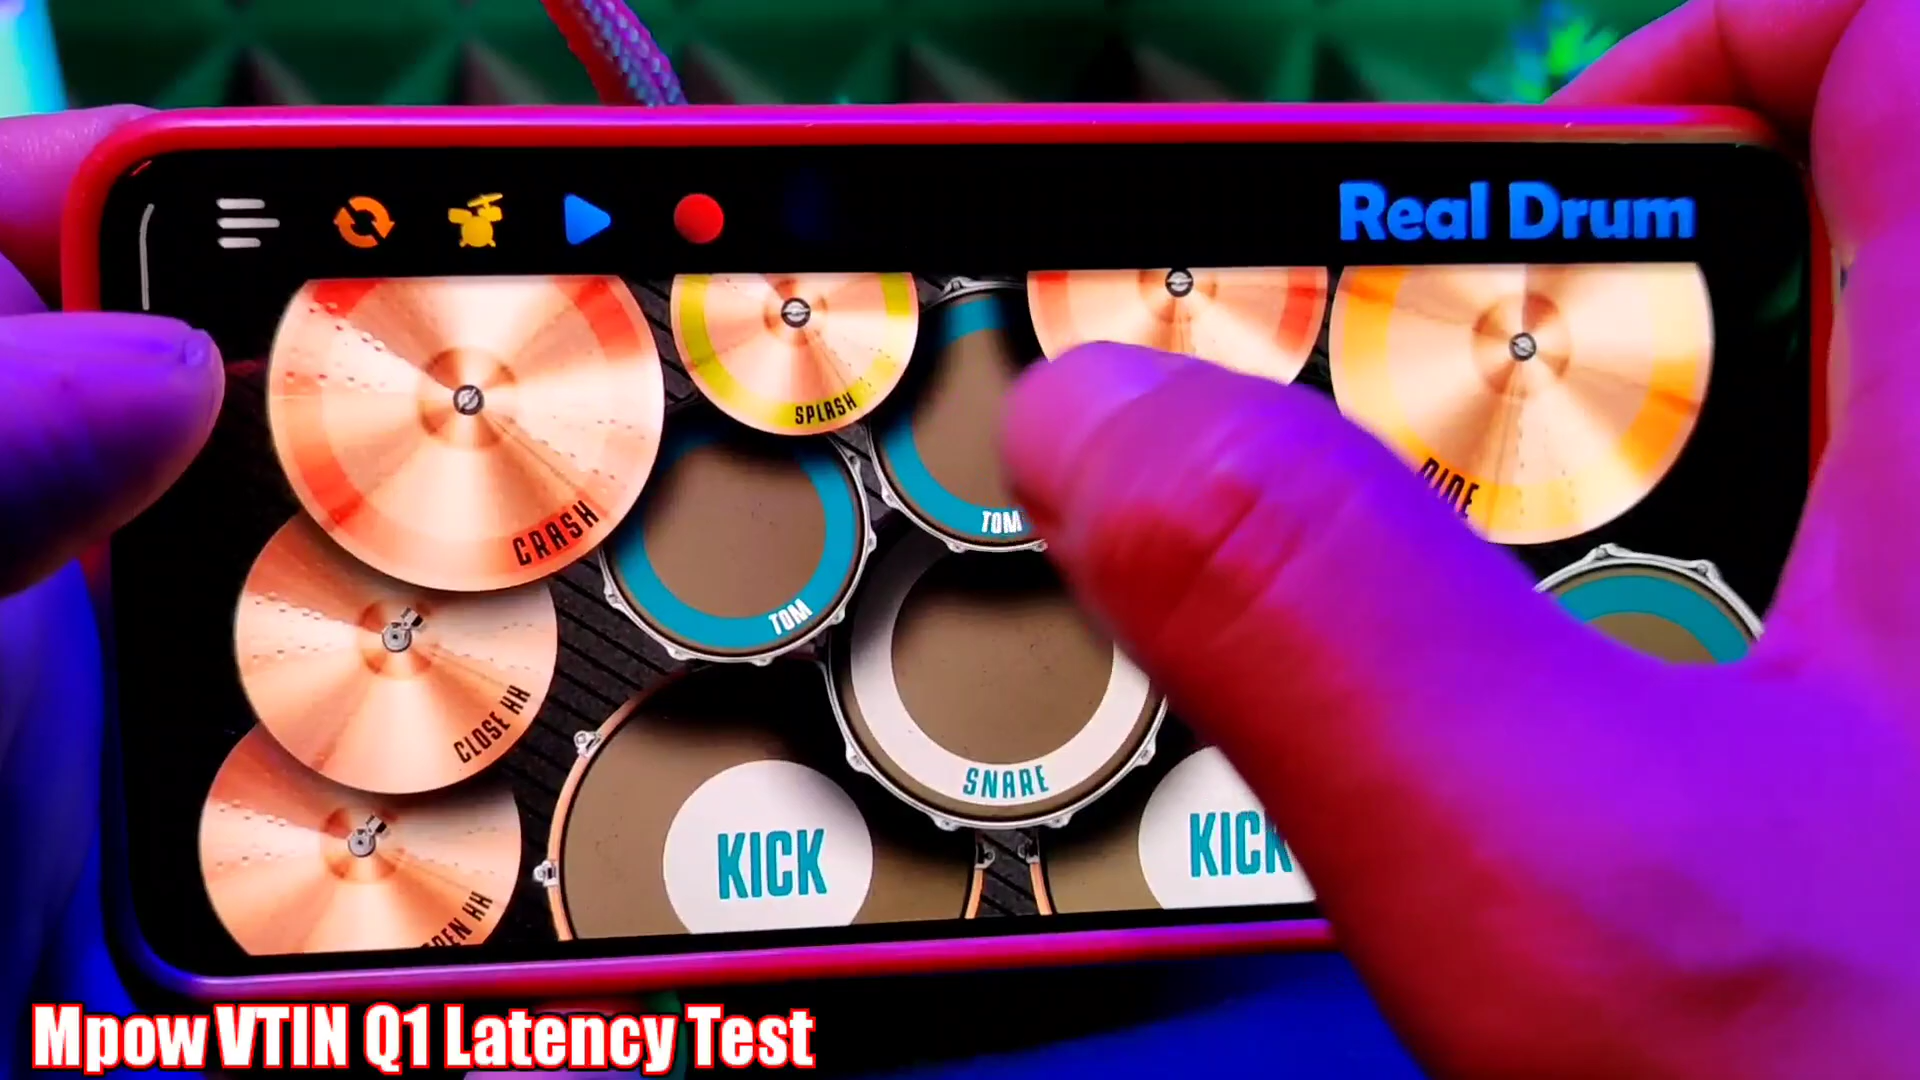 Real Drum
SPLASH
CRASH
TOM
TOM
CLOSE HH
SNARE
KICK
KICK
Mpow VTIN Q1 Latency Test